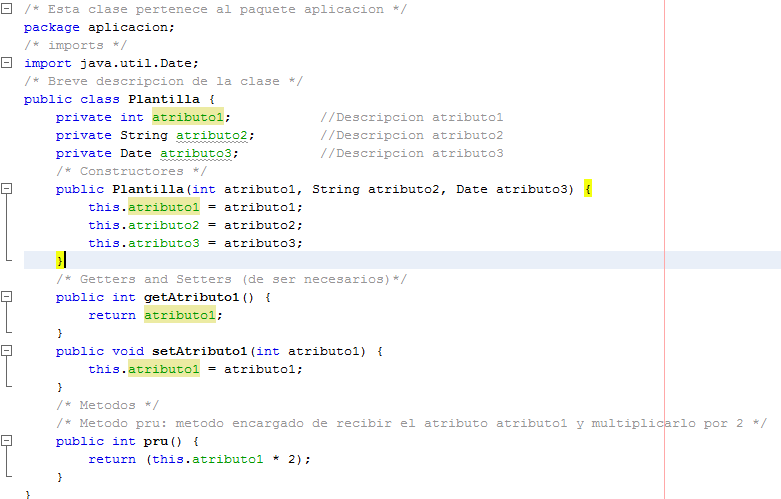 /* Esta clase pertenece al paquete aplicacion */
package aplicacion;
/* imports */
import java.util.Date;
/* Breve descripcion de la clase */
public class Plantilla {
    private int atributo1;           //Descripcion atributo1
    private String atributo2;        //Descripcion atributo2
    private Date atributo3;          //Descripcion atributo3
    /* Constructores */
    public Plantilla(int atributo1, String atributo2, Date atributo3) {
        this.atributo1 = atributo1;
        this.atributo2 = atributo2;
        this.atributo3 = atributo3;
    }
    /* Getters and Setters (de ser necesarios)*/
    public int getAtributo1() {
        return atributo1;
    }
    public void setAtributo1(int atributo1) {
        this.atributo1 = atributo1;
    }
    /* Metodos */
    /* Metodo pru: metodo encargado de recibir el atributo atributo1 y multiplicarlo por 2 */
    public int pru() {
        return (this.atributo1 * 2);
    }
}